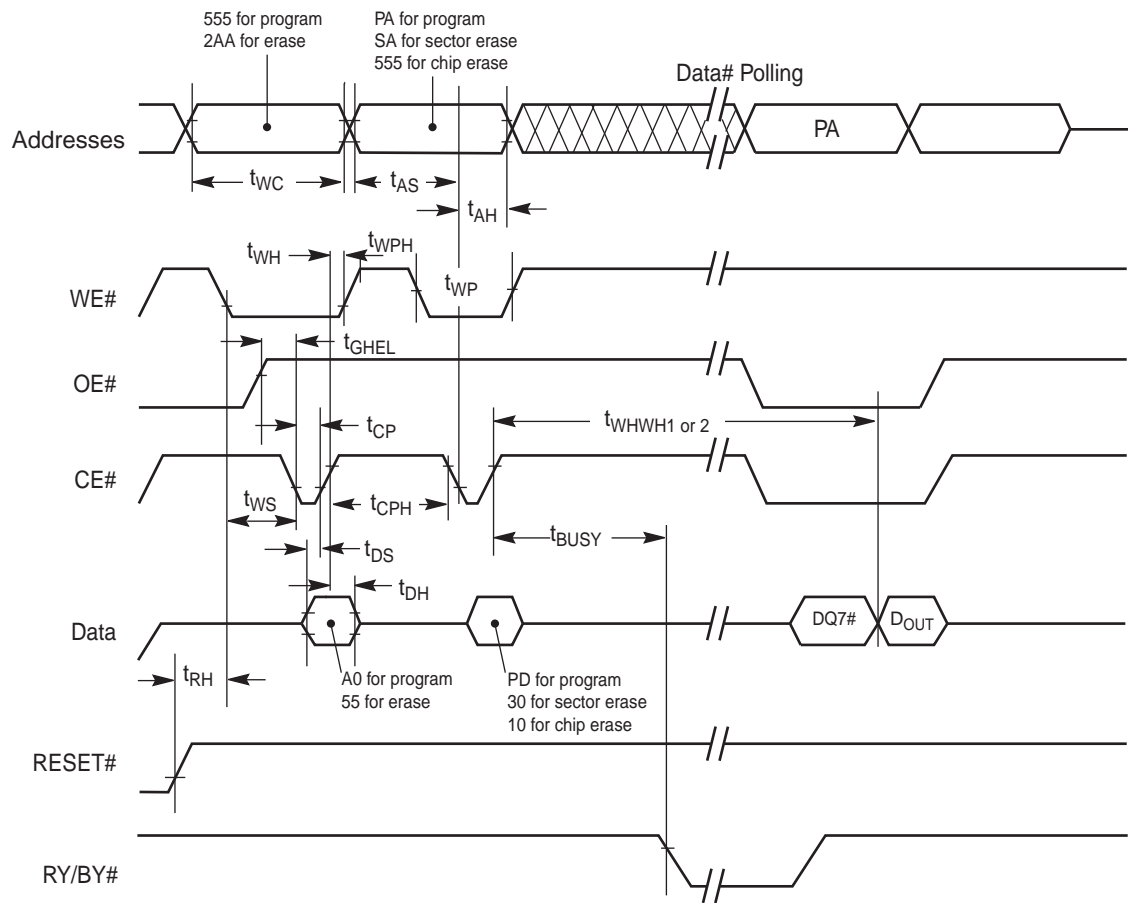 555 for program
2AA for erase
PA for program
SA for sector erase
555 for chip erase
Data# Polling
Addresses
PA
tWC
tAS
tAH
tWH
tWPH
WE#
tWP
tGHEL
OE#
tWHWH1 or 2
tCP
CE#
tWS
tCPH
tBUSY
tDS
tDH
Data
DQ7#
DOUT
tRH
A0 for program
55 for erase
PD for program
30 for sector erase
10 for chip erase
RESET#
RY/BY#